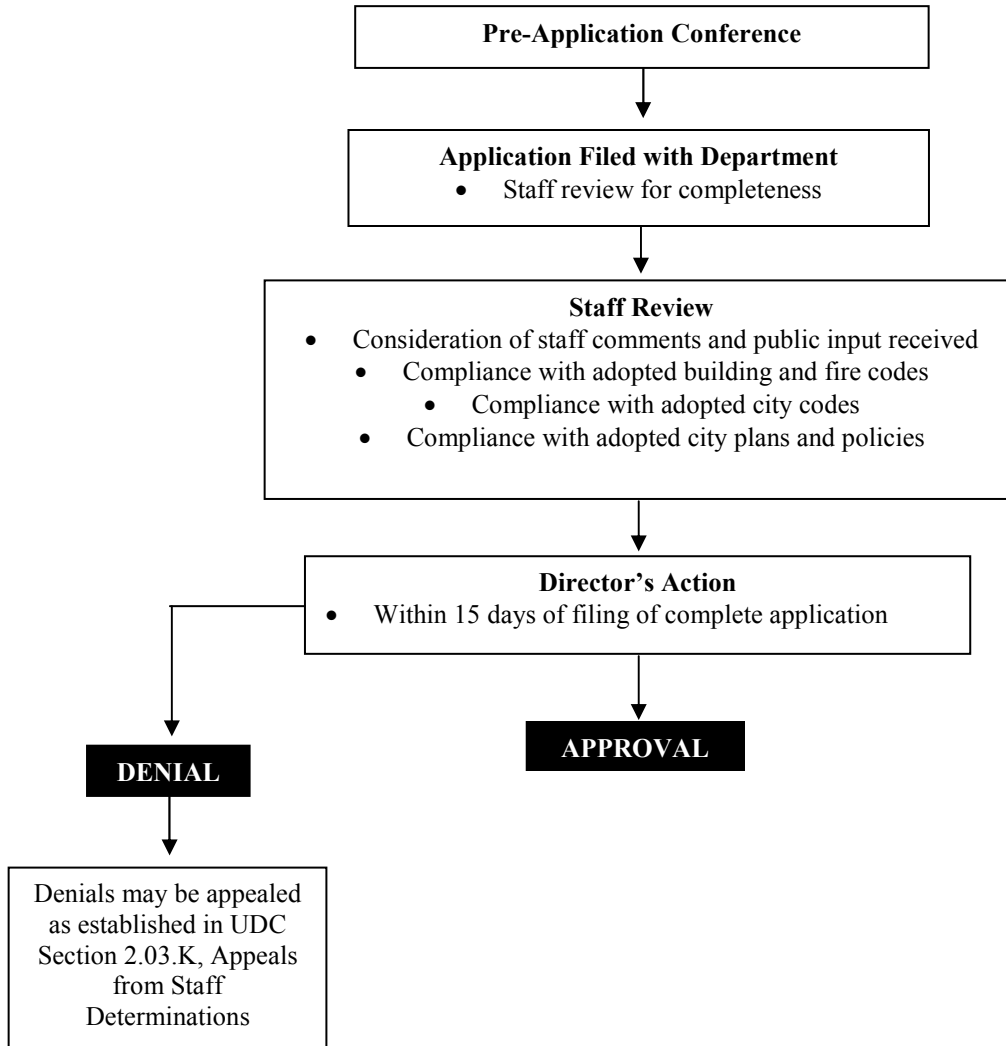 Pre-Application Conference
Application Filed with Department
• Staff review for completeness
Staff Review
• Consideration of staff comments and public input received
• Compliance with adopted building and fire codes
• Compliance with adopted city codes
• Compliance with adopted city plans and policies
Director’s Action
• Within 15 days of filing of complete application
APPROVAL
DENIAL
Denials may be appealed
as established in UDC
Section 2.03.K, Appeals
from Staff
Determinations